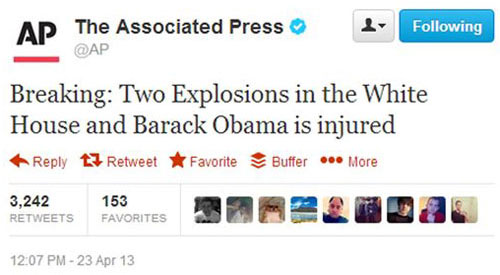 AP
The Associated Press
@AP
Following
Breaking: Two Explosions in the White
House and Barack Obama is injured
Reply Retweet Favorite Buffer More
3,242 153
RETWEETS FAVORITES
12:07 PM - 23 Apr 13